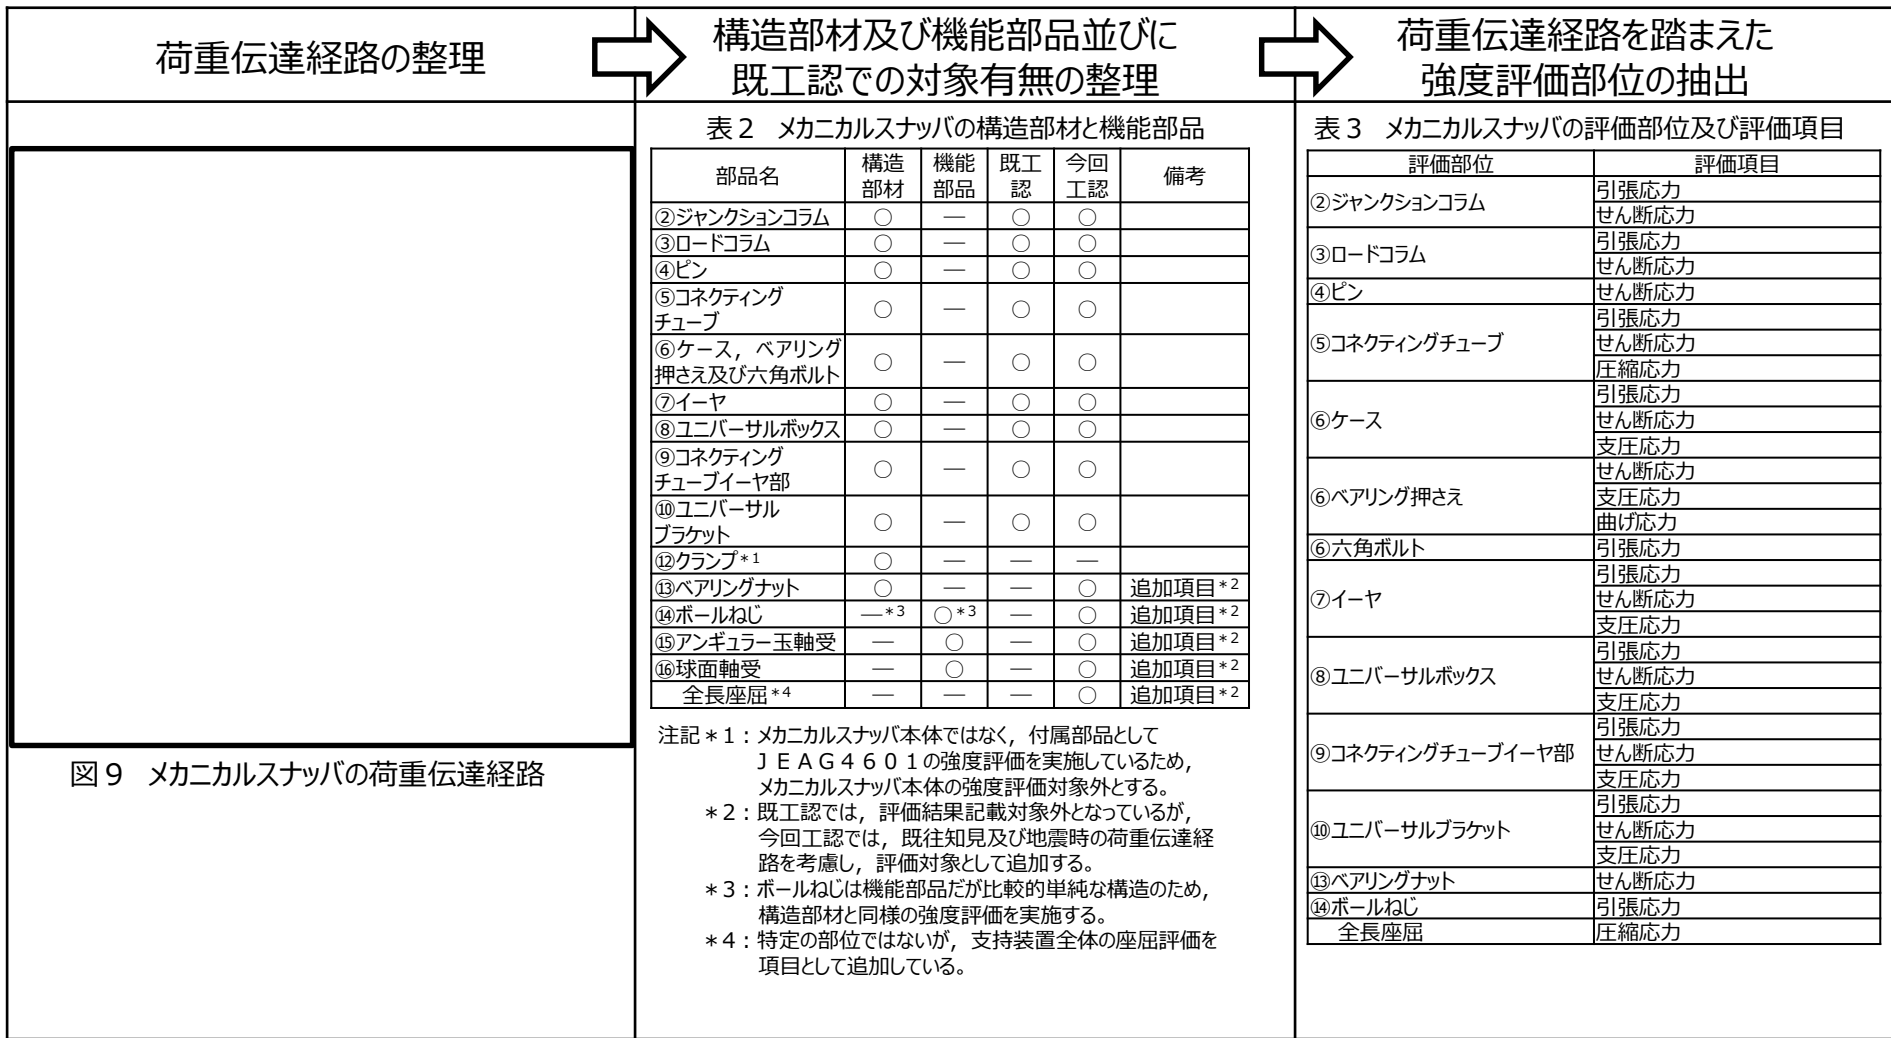 荷重伝達経路の整理
構造部材及び機能部品並びに
既工認での対象有無の整理
荷重伝達経路を踏まえた
強度評価部位の抽出
図9 メカニカルスナッバの荷重伝達経路
表2 メカニカルスナッバの構造部材と機能部品
部品名 構造部材 機能部品 既工認 今回工認 備考
②ジャンクションコラム ○ ― ○ ○
③ロードコラム ○ ― ○ ○
④ピン ○ ― ○ ○
⑤コネクティング
チューブ ○ ― ○ ○
⑥ケース，ベアリング
押さえ及び六角ボルト ○ ― ○ ○
⑦イーヤ ○ ― ○ ○
⑧ユニバーサルボックス ○ ― ○ ○
⑨コネクティング
チューブイーヤ部 ○ ― ○ ○
⑩ユニバーサル
ブラケット ○ ― ○ ○
⑫クランプ＊1 ○ ― ― ―
⑬ベアリングナット ○ ― ― ○ 追加項目＊2
⑭ボールねじ ―＊3 ○＊3 ― ○ 追加項目＊2
⑮アンギュラー玉軸受 ― ○ ― ○ 追加項目＊2
⑯球面軸受 ― ○ ― ○ 追加項目＊2
全長座屈＊4 ― ― ― ○ 追加項目＊2
注記＊1：メカニカルスナッバ本体ではなく，付属部品として
ＪＥＡＧ４６０１の強度評価を実施しているため，
メカニカルスナッバ本体の強度評価対象外とする。
＊2：既工認では，評価結果記載対象外となっているが，
今回工認では，既往知見及び地震時の荷重伝達経
路を考慮し，評価対象として追加する。
＊3：ボールねじは機能部品だが比較的単純な構造のため，
構造部材と同様の強度評価を実施する。
＊4：特定の部位ではないが，支持装置全体の座屈評価を
項目として追加している。
表3 メカニカルスナッバの評価部位及び評価項目
評価部位 評価項目
②ジャンクションコラム 引張応力
せん断応力
③ロードコラム 引張応力
せん断応力
④ピン せん断応力
⑤コネクティングチューブ 引張応力
せん断応力
圧縮応力
⑥ケース 引張応力
せん断応力
支圧応力
⑥ベアリング押さえ せん断応力
支圧応力
曲げ応力
⑥六角ボルト 引張応力
⑦イーヤ 引張応力
せん断応力
支圧応力
⑧ユニバーサルボックス 引張応力
せん断応力
支圧応力
⑨コネクティングチューブイーヤ部 引張応力
せん断応力
支圧応力
⑩ユニバーサルブラケット 引張応力
せん断応力
支圧応力
⑬ベアリングナット せん断応力
⑭ボールねじ 引張応力
全長座屈 圧縮応力